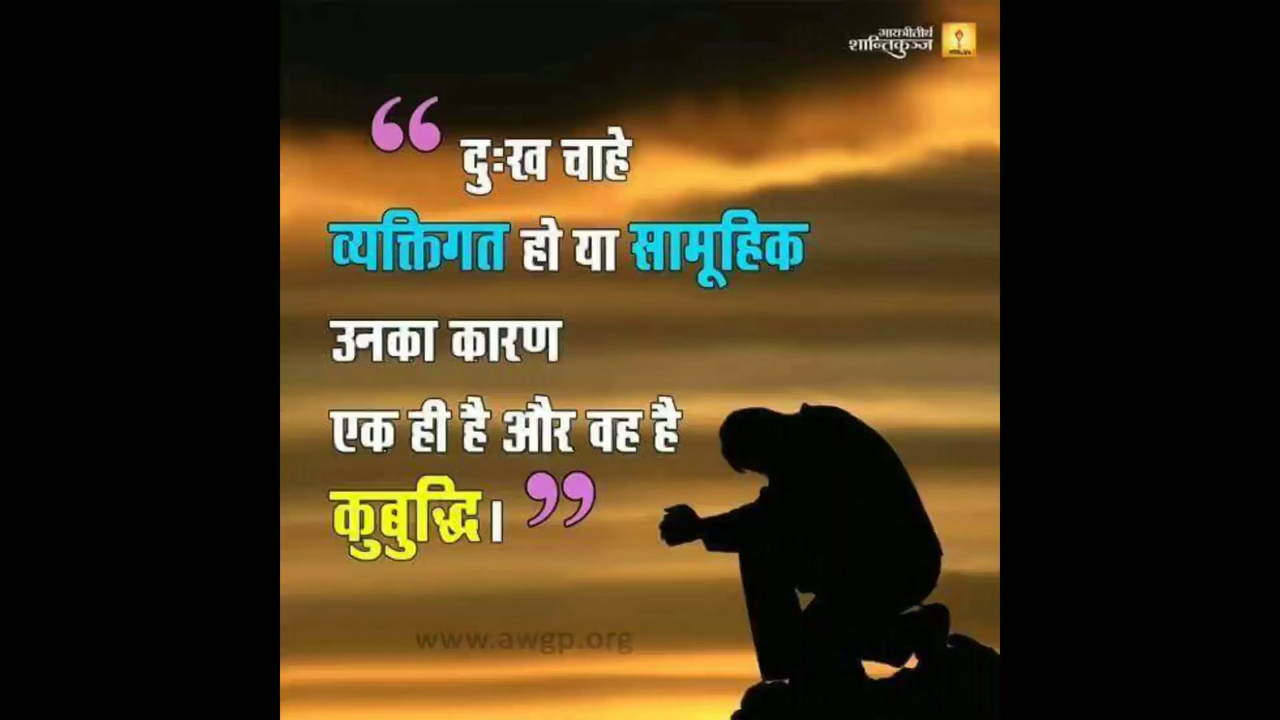 गायत्रीतीर्थ
शान्तिकुञ्ज
“ दुःख चाहे
व्यक्तिगत हो या सामूहिक
उनका कारण
एक ही है और वह है
कुबुद्धि। ”
www.awgp.org